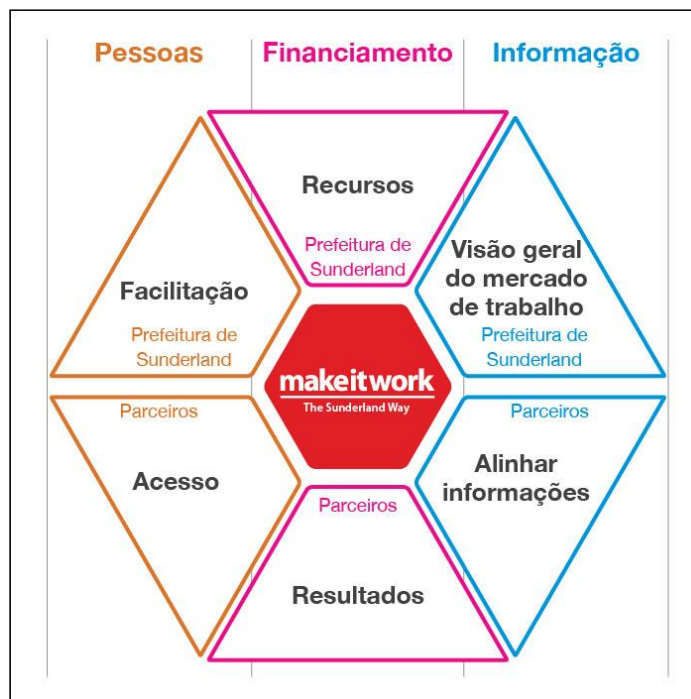 Pessoas
Financiamento
Informação
Recursos
Prefeitura de
Sunderland
Facilitação
Prefeitura de
Sunderland
Visão geral
do mercado
de trabalho
Prefeitura de
Sunderland
makeitwork
The Sunderland Way
Parceiros
Acesso
Parceiros
Resultados
Parceiros
Alinhar
informações